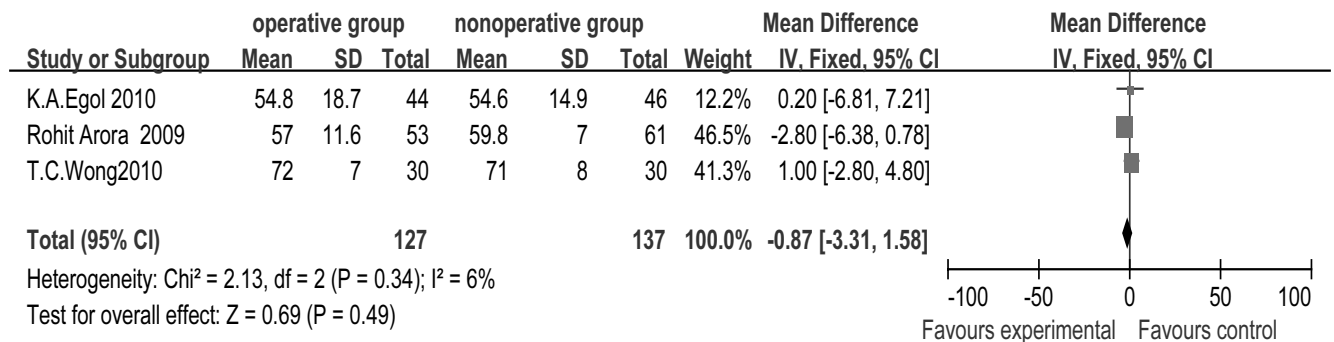 operative group nonoperative group Mean Difference Mean Difference
Study or Subgroup Mean SD Total Mean SD Total Weight IV, Fixed, 95% CI IV, Fixed, 95% CI
K.A.Egol 2010 54.8 18.7 44 54.6 14.9 46 12.2% 0.20 [-6.81, 7.21]
Rohit Arora 2009 57 11.6 53 59.8 7 61 46.5% -2.80 [-6.38, 0.78]
T.C.Wong2010 72 7 30 71 8 30 41.3% 1.00 [-2.80, 4.80]
Total (95% CI) 127 137 100.0% -0.87 [-3.31, 1.58]
Heterogeneity: Chi² = 2.13, df = 2 (P = 0.34); I² = 6%
Test for overall effect: Z = 0.69 (P = 0.49)
-100 -50 0 50 100
Favours experimental Favours control